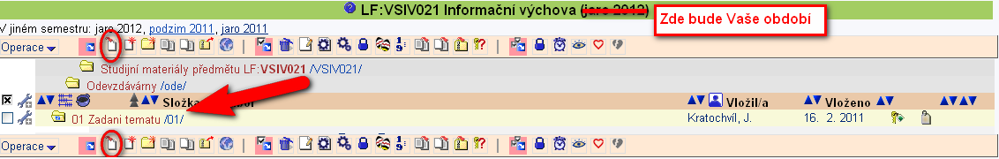 LF:VSIV021 Informační výchova (jaro 2012)
Zde bude Vaše období
V jiném semestru: jaro 2012, podzim 2011, jaro 2011
Operace
Studijní materiály předmětu LF:VSIV021 /VSIV021/
Odevzdávárny /ode/
Složka Vložil/a Vloženo
01 Zadani tematu /01/ Kratochvíl, J. 16. 2. 2011
Operace